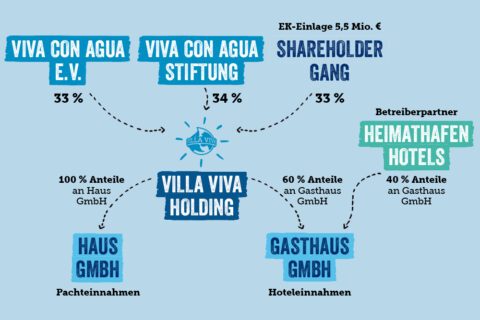 VIVA CON AGUA
E.V.
33 %
VIVA CON AGUA
STIFTUNG
34 %
EK-Einlage 5,5 Mio. €
SHAREHOLDER
GANG
33 %
Betreiberpartner
HEIMATHAFEN
HOTELS
VILLA VIVA
VILLA VIVA
HOLDING
100 % Anteile
an Haus
GmbH
60 % Anteile
an Gasthaus
GmbH
40 % Anteile
an Gasthaus
GmbH
HAUS
GMBH
Pachteinnahmen
GASTHAUS
GMBH
Hoteleinnahmen